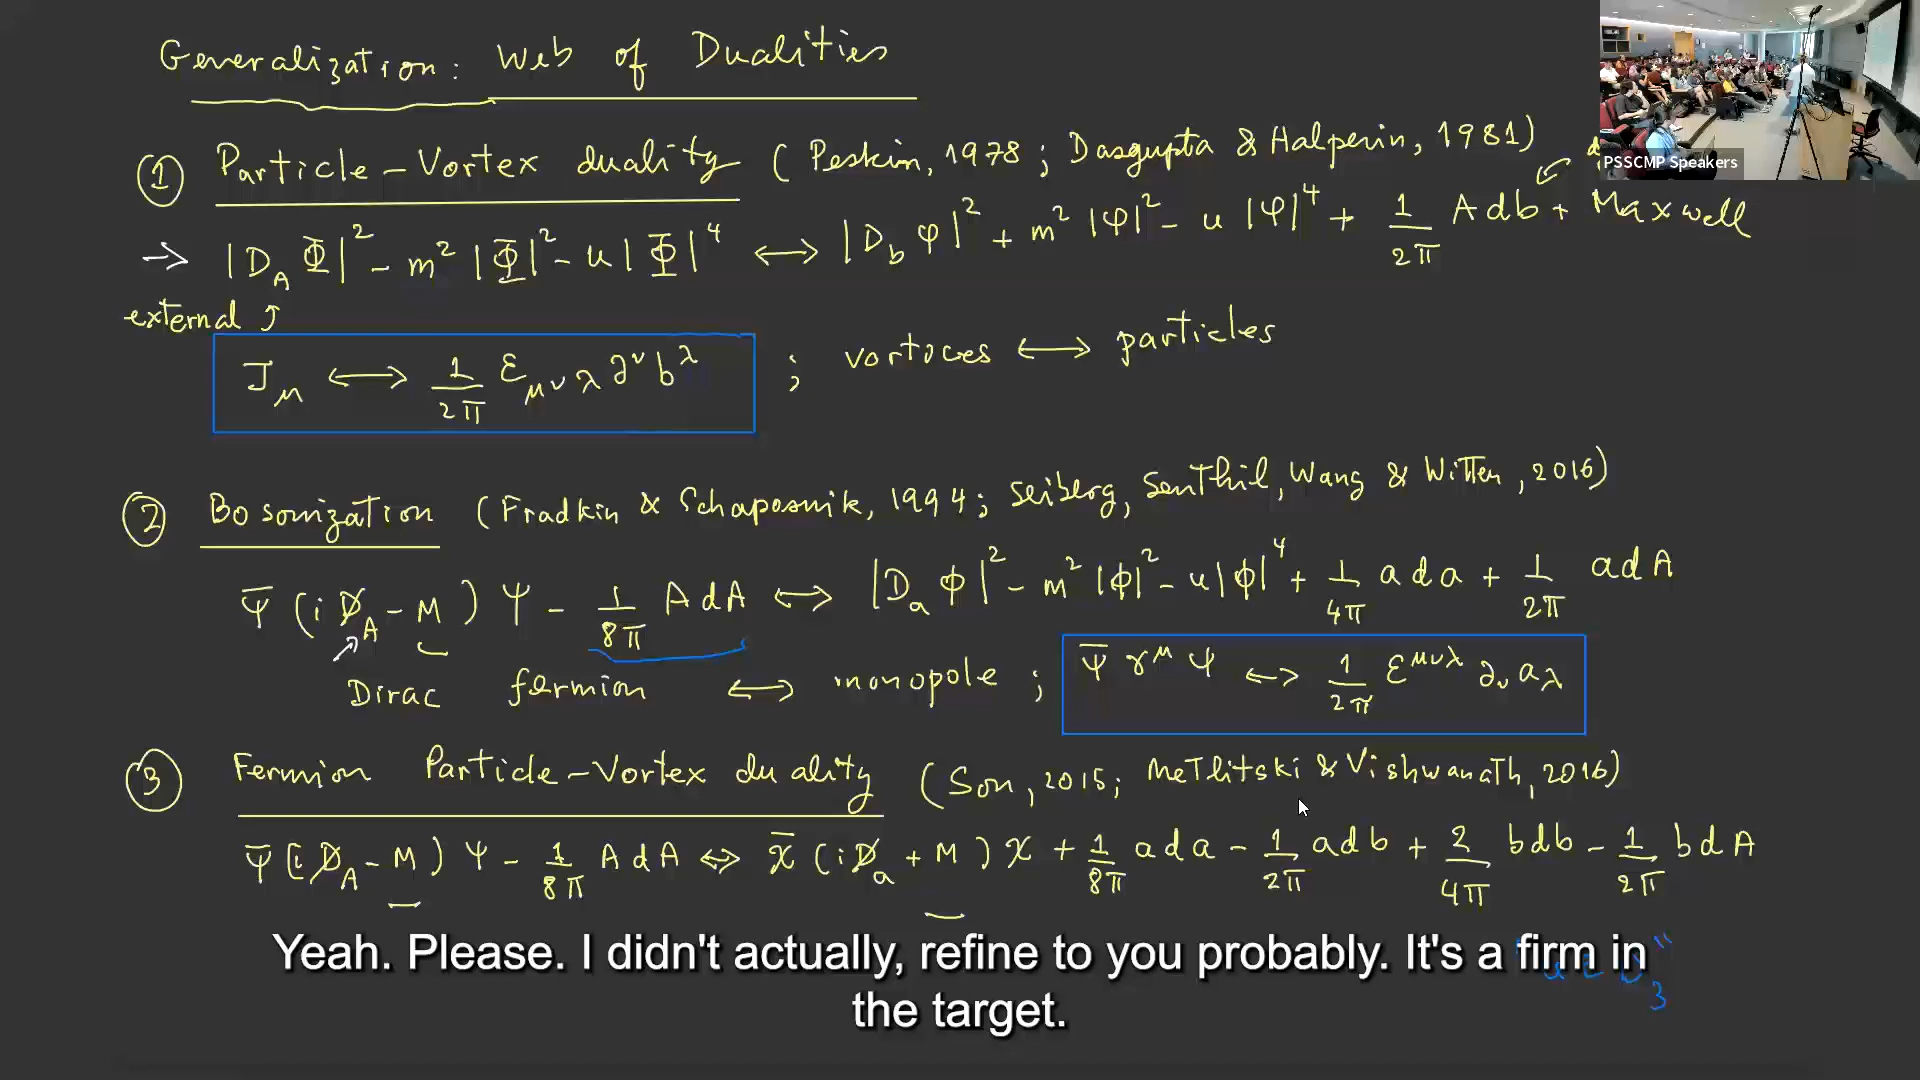 Generalization: Web of Dualities
① Particle-Vortex duality (Peskin, 1978; Dasgupta & Halperin, 1981)
PSSCMP Speakers
→ |D_A Φ|² - m² |Φ|² - u |Φ|⁴ ⟷ |D_b φ|² + m² |φ|² - u |φ|⁴ + 1/2π Adb + Maxwell
external
J_μ ⟷ 1/2π ε_μνλ ∂^ν b^λ ; vortoces ⟷ particles
② Bosonization (Fradkin & Schaposnik, 1994; Seiberg, Senthil, Wang & Witten, 2016)
Ψ̄ (i D̸_A - M) Ψ - 1/8π AdA ⟷ |D_a ϕ|² - m² |ϕ|² - u |ϕ|⁴ + 1/4π ada + 1/2π adA
Dirac fermion ⟷ monopole ; Ψ̄ γ^μ Ψ ⟷ 1/2π ε^μνλ ∂_ν a_λ
③ Fermion Particle-Vortex duality (Son, 2015; Metlitski & Vishwanath, 2016)
Ψ̄ [i D̸_A - M) Ψ - 1/8π AdA ⟷ χ̄ (i D̸_a + M) χ + 1/8π ada - 1/2π adb + 2/4π bdb - 1/2π bdA
Yeah. Please. I didn't actually, refine to you probably. It's a firm in
the target.